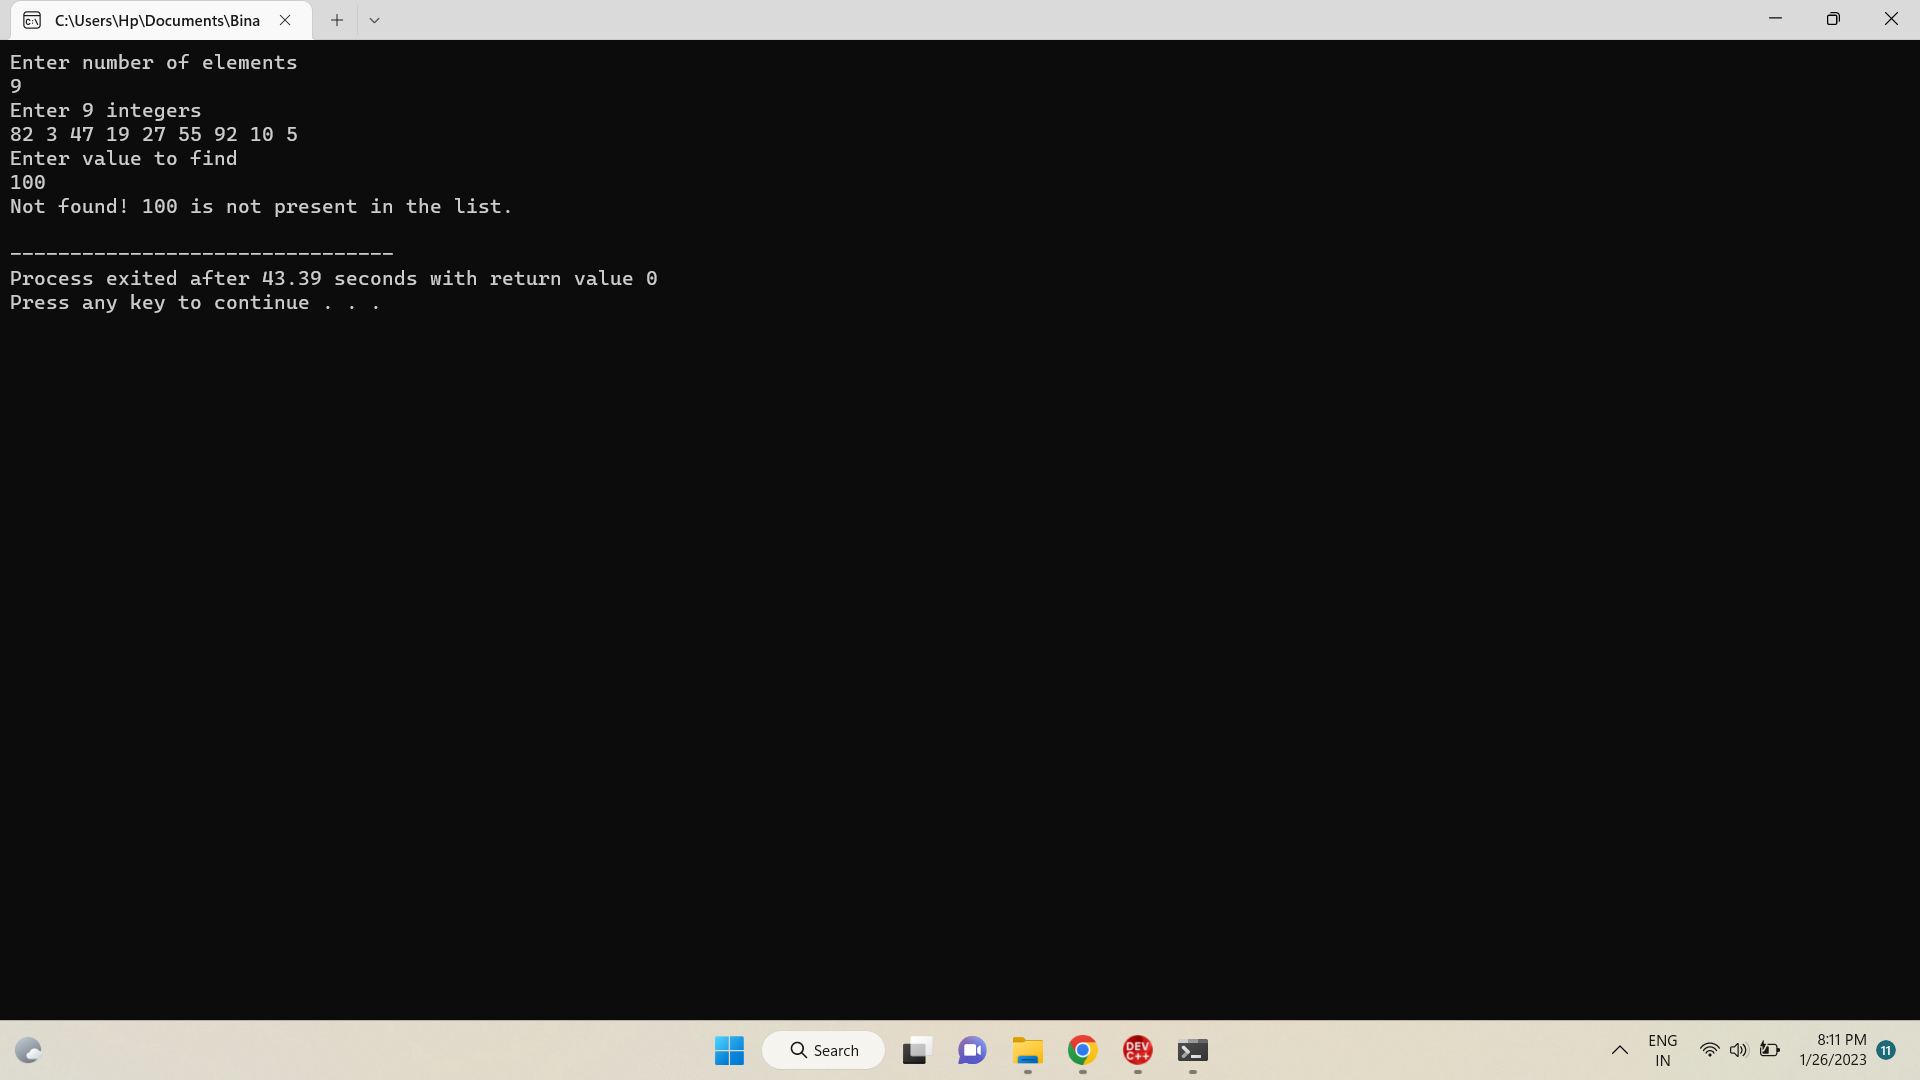 C:\Users\Hp\Documents\Bina
Enter number of elements
9
Enter 9 integers
82 3 47 19 27 55 92 10 5
Enter value to find
100
Not found! 100 is not present in the list.
--------------------------------
Process exited after 43.39 seconds with return value 0
Press any key to continue . . .
Search
DEV
C++
ENG
IN
8:11 PM
1/26/2023
11